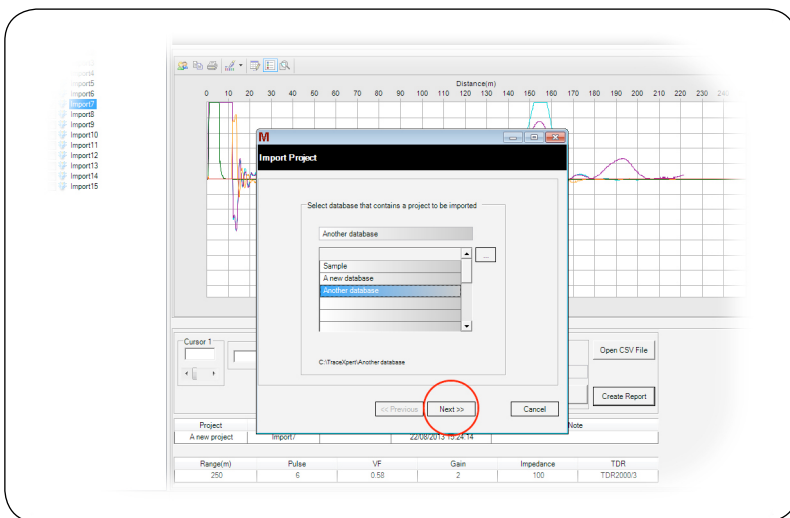 Import4
Import5
Import6
Import7
Import8
Import9
Import10
Import11
Import12
Import13
Import14
Import15
Distance(m)
0 10 20 30 40 50 60 70 80 90 100 110 120 130 140 150 160 170 180 190 200 210 220 230 240
M
Import Project
Select database that contains a project to be imported
Another database
...
Sample
A new database
Another database
C:\TraceXpert\Another database
<< Previous Next >> Cancel
Cursor 1
Open CSV File
Create Report
Project Note
A new project Import7 22/08/2013 15:24:14
Range(m) Pulse VF Gain Impedance TDR
250 6 0.58 2 100 TDR2000/3